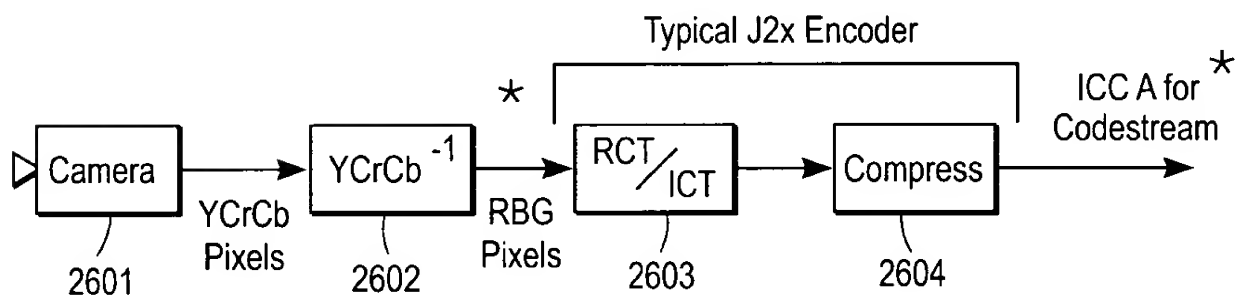 Typical J2x Encoder
*
*
ICC A for
Codestream
Camera
YCrCb -1
RCT/ICT
Compress
YCrCb
Pixels
RBG
Pixels
2601
2602
2603
2604